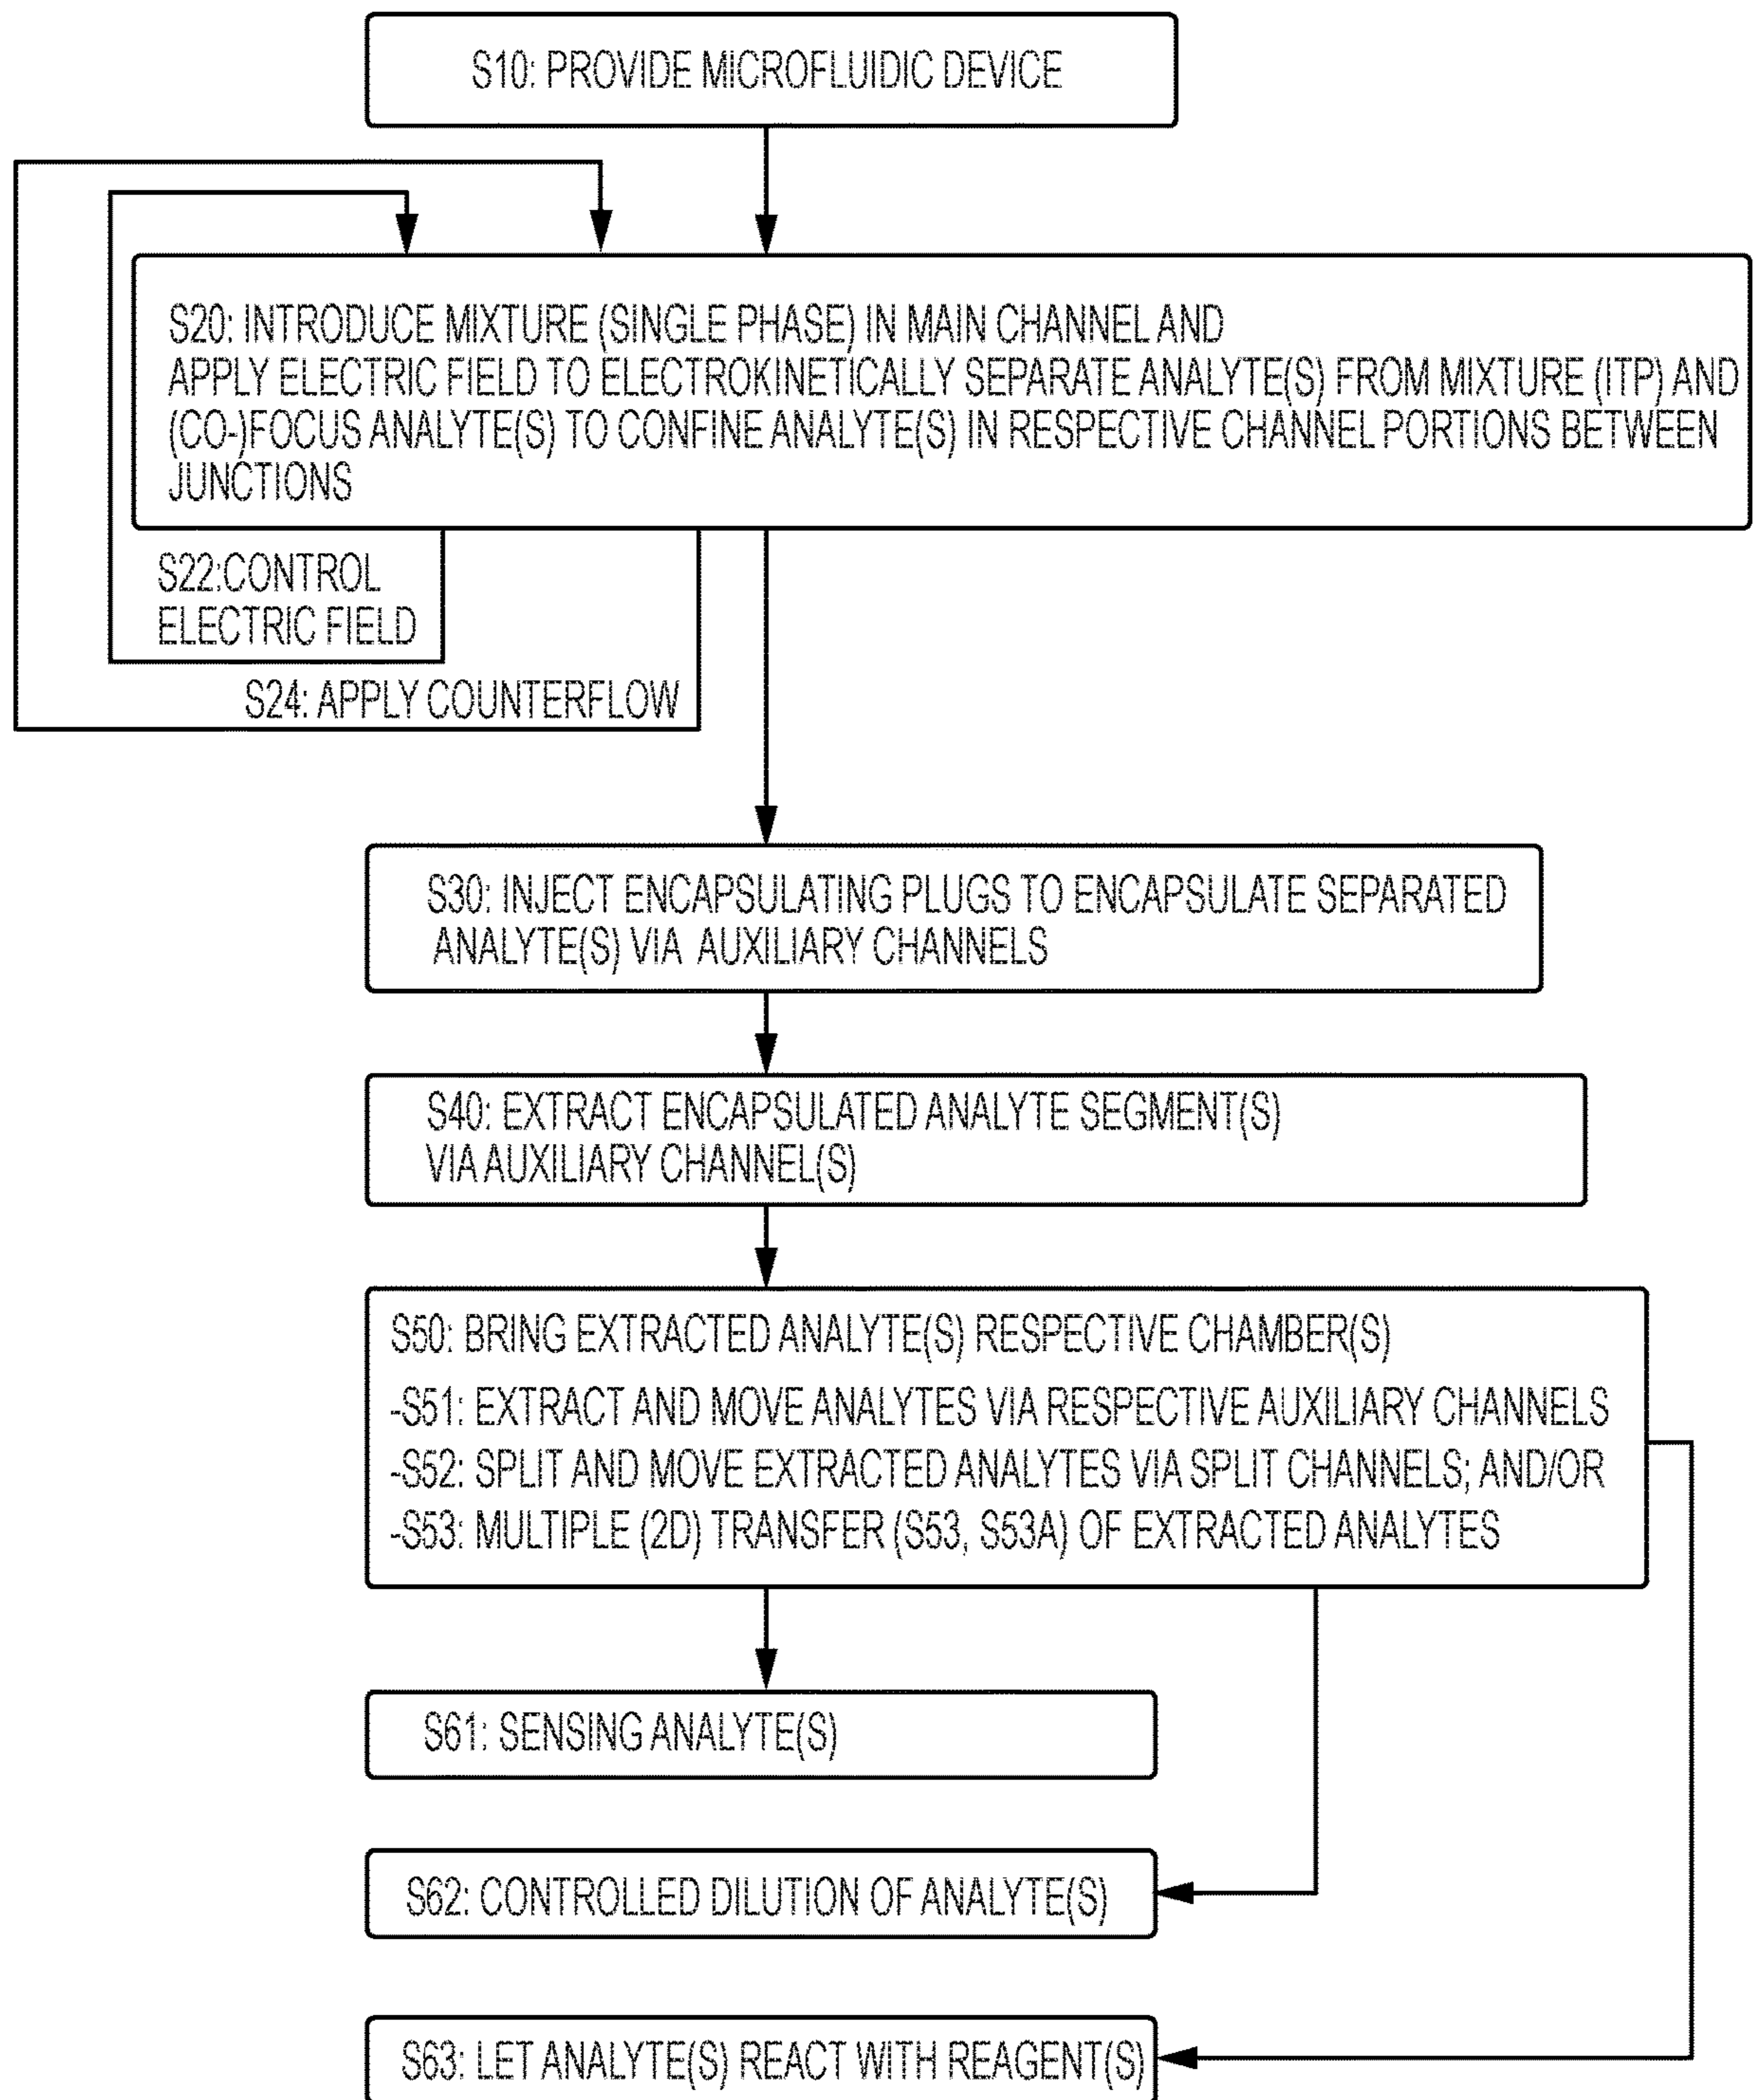 S10: PROVIDE MICROFLUIDIC DEVICE
S20: INTRODUCE MIXTURE (SINGLE PHASE) IN MAIN CHANNEL AND
APPLY ELECTRIC FIELD TO ELECTROKINETICALLY SEPARATE ANALYTE(S) FROM MIXTURE (ITP) AND
(CO-)FOCUS ANALYTE(S) TO CONFINE ANALYTE(S) IN RESPECTIVE CHANNEL PORTIONS BETWEEN
JUNCTIONS
S22:CONTROL
ELECTRIC FIELD
S24: APPLY COUNTERFLOW
S30: INJECT ENCAPSULATING PLUGS TO ENCAPSULATE SEPARATED
ANALYTE(S) VIA AUXILIARY CHANNELS
S40: EXTRACT ENCAPSULATED ANALYTE SEGMENT(S)
VIA AUXILIARY CHANNEL(S)
S50: BRING EXTRACTED ANALYTE(S) RESPECTIVE CHAMBER(S)
-S51: EXTRACT AND MOVE ANALYTES VIA RESPECTIVE AUXILIARY CHANNELS
-S52: SPLIT AND MOVE EXTRACTED ANALYTES VIA SPLIT CHANNELS; AND/OR
-S53: MULTIPLE (2D) TRANSFER (S53, S53A) OF EXTRACTED ANALYTES
S61: SENSING ANALYTE(S)
S62: CONTROLLED DILUTION OF ANALYTE(S)
S63: LET ANALYTE(S) REACT WITH REAGENT(S)